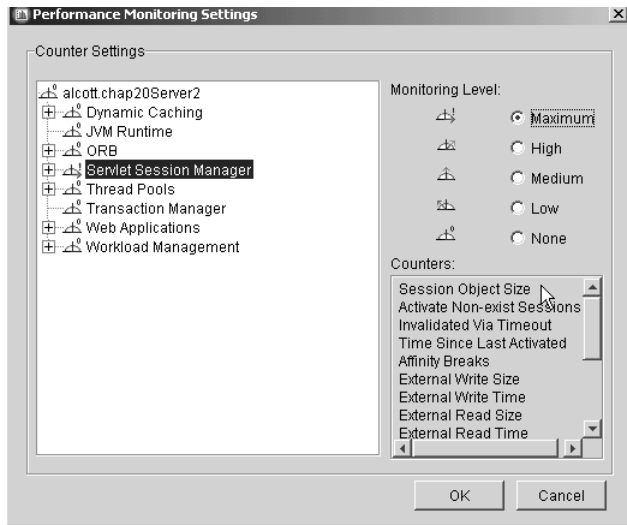 Performance Monitoring Settings
Counter Settings
alcott.chap20Server2
Dynamic Caching
JVM Runtime
ORB
Servlet Session Manager
Thread Pools
Transaction Manager
Web Applications
Workload Management
Monitoring Level:
Maximum
High
Medium
Low
None
Counters:
Session Object Size
Activate Non-exist Sessions
Invalidated Via Timeout
Time Since Last Activated
Affinity Breaks
External Write Size
External Write Time
External Read Size
External Read Time
OK
Cancel